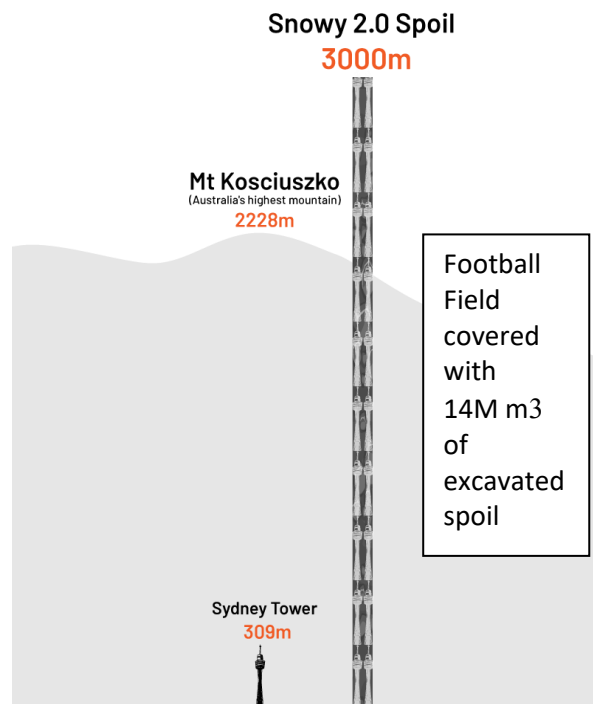 Snowy 2.0 Spoil
3000m
Mt Kosciuszko
(Australia's highest mountain)
2228m
Football
Field
covered
with
14M m3
of
excavated
spoil
Sydney Tower
309m